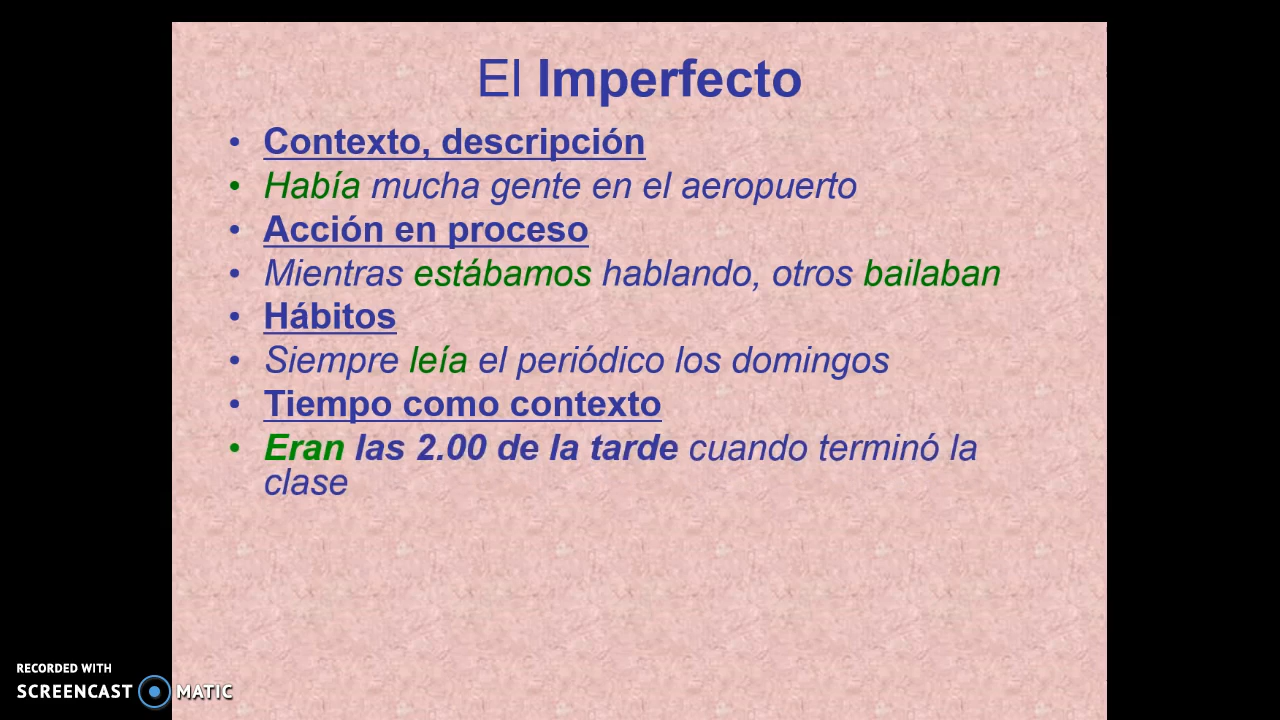 El Imperfecto
• Contexto, descripción
• Había mucha gente en el aeropuerto
• Acción en proceso
• Mientras estábamos hablando, otros bailaban
• Hábitos
• Siempre leía el periódico los domingos
• Tiempo como contexto
• Eran las 2.00 de la tarde cuando terminó la
clase
RECORDED WITH
SCREENCAST MATIC